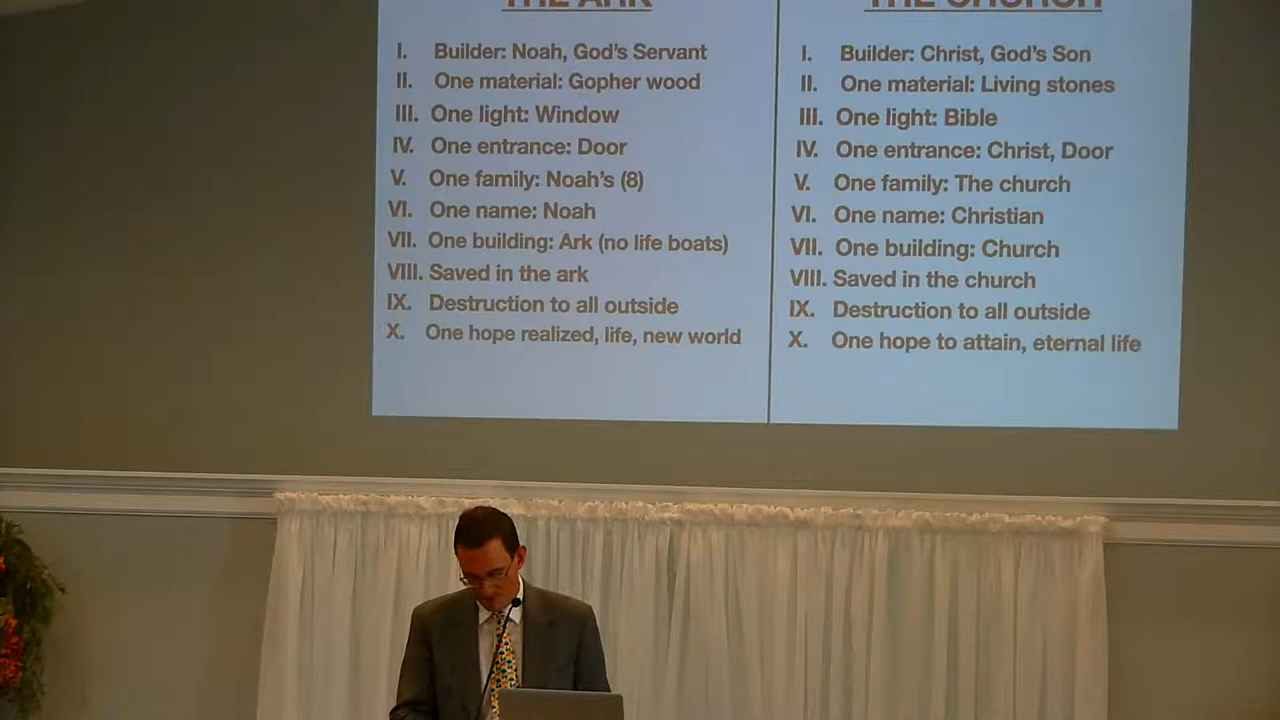 THE ARK
I. Builder: Noah, God's Servant
II. One material: Gopher wood
III. One light: Window
IV. One entrance: Door
V. One family: Noah's (8)
VI. One name: Noah
VII. One building: Ark (no life boats)
VIII. Saved in the ark
IX. Destruction to all outside
X. One hope realized, life, new world
THE CHURCH
I. Builder: Christ, God's Son
II. One material: Living stones
III. One light: Bible
IV. One entrance: Christ, Door
V. One family: The church
VI. One name: Christian
VII. One building: Church
VIII. Saved in the church
IX. Destruction to all outside
X. One hope to attain, eternal life